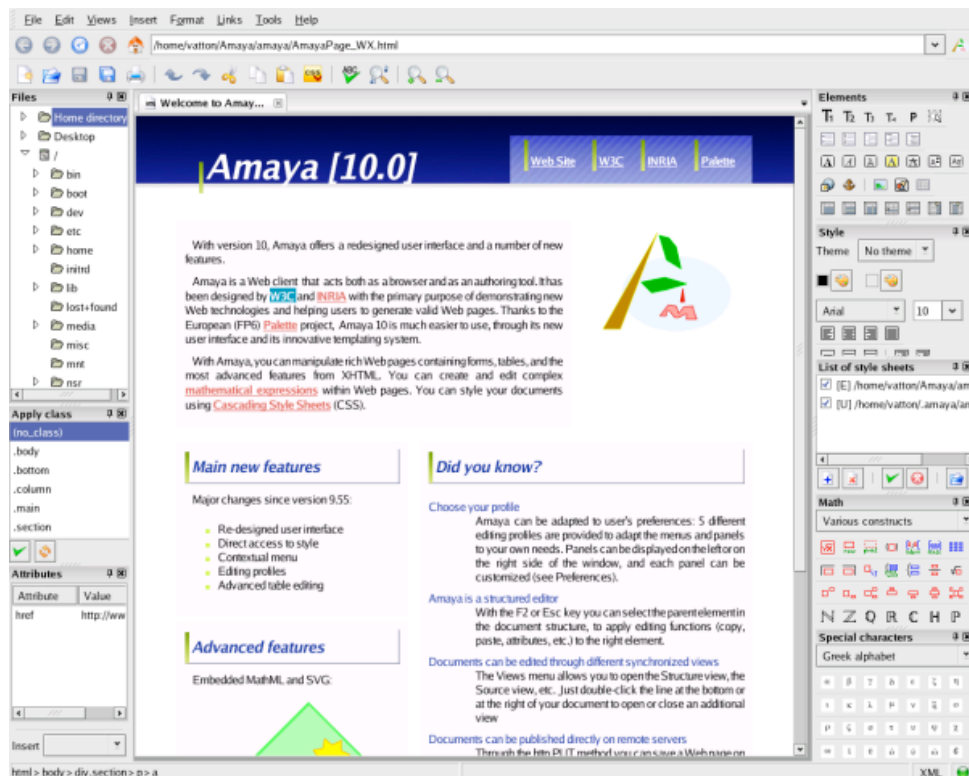 File Edit Views Insert Format Links Tools Help
/home/vatton/Amaya/amaya/AmayaPage_WX.html
Files
Home directory
Desktop
/
bin
boot
dev
etc
home
initrd
lib
lost+found
media
misc
mnt
nsr
Apply class
(no_class)
.body
.bottom
.column
.main
.section
Attributes
Attribute Value
href http://ww
Insert
Welcome to Amay...
Amaya [10.0]
Web Site W3C INRIA Palette
With version 10, Amaya offers a redesigned user interface and a number of new
features.
Amaya is a Web client that acts both as a browser and as an authoring tool. It has
been designed by W3C and INRIA with the primary purpose of demonstrating new
Web technologies and helping users to generate valid Web pages. Thanks to the
European (FP6) Palette project, Amaya 10 is much easier to use, through its new
user interface and its innovative templating system.
With Amaya, you can manipulate rich Web pages containing forms, tables, and the
most advanced features from XHTML. You can create and edit complex
mathematical expressions within Web pages. You can style your documents
using Cascading Style Sheets (CSS).
Main new features
Major changes since version 9.55:
Re-designed user interface
Direct access to style
Contextual menu
Editing profiles
Advanced table editing
Advanced features
Embedded MathML and SVG:
Did you know?
Choose your profile
Amaya can be adapted to user's preferences: 5 different
editing profiles are provided to adapt the menus and panels
to your own needs. Panels can be displayed on the left or on
the right side of the window, and each panel can be
customized (see Preferences).
Amaya is a structured editor
With the F2 or Esc key you can select the parent element in
the document structure, to apply editing functions (copy,
paste, attributes, etc.) to the right element.
Documents can be edited through different synchronized views
The Views menu allows you to open the Structure view, the
Source view, etc. Just double-click the line at the bottom or
at the right of your document to open or close an additional
view
Documents can be published directly on remote servers
Through the http PUT method you can save a Web page on
Elements
T1 T2 T3 P
Style
Theme No theme
Arial 10
List of style sheets
[E] /home/vatton/Amaya/am
[U] /home/vatton/.amaya/am
Math
Various constructs
ℕ ℤ ℚ ℝ ℂ ℍ ℙ
Special characters
Greek alphabet
html > body > div.section > p > a
XML